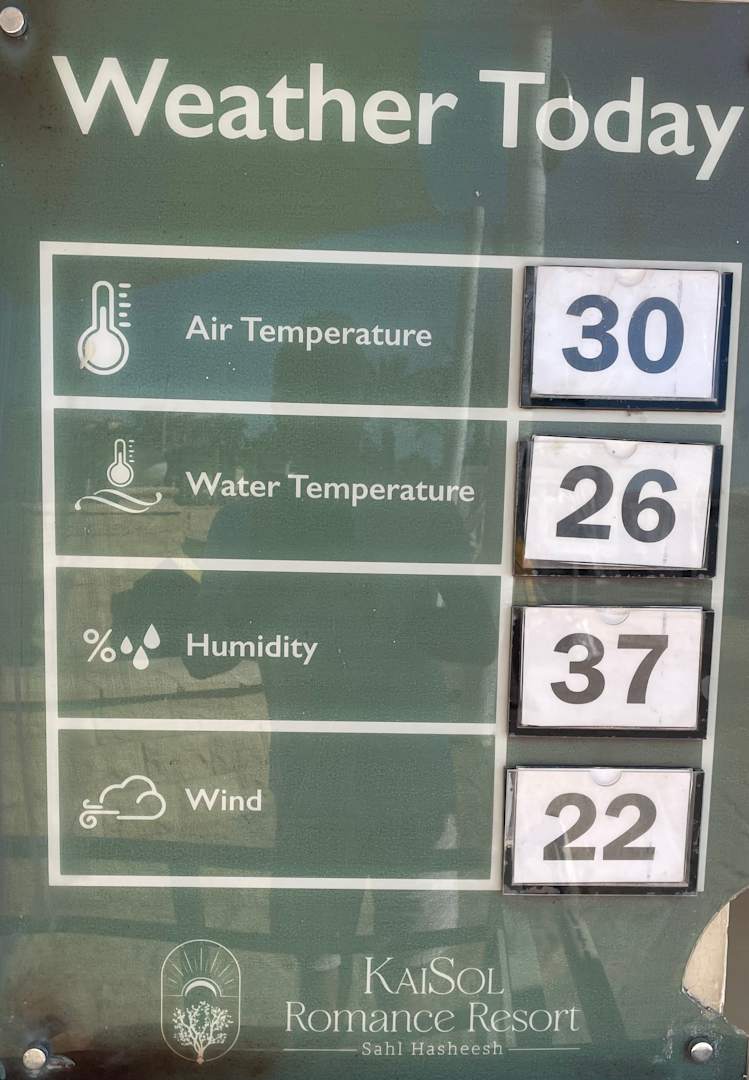 Weather Today
Air Temperature 30
Water Temperature 26
% Humidity 37
Wind 22
KAISOL
Romance Resort
Sahl Hasheesh